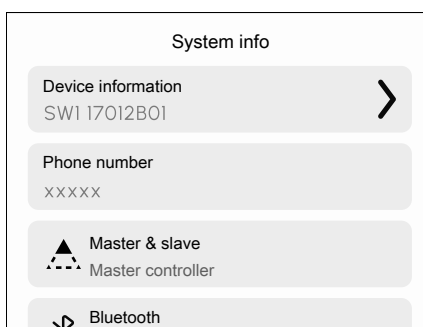 System info
Device information
SW1 17012B01
Phone number
xxxxx
Master & slave
Master controller
Bluetooth